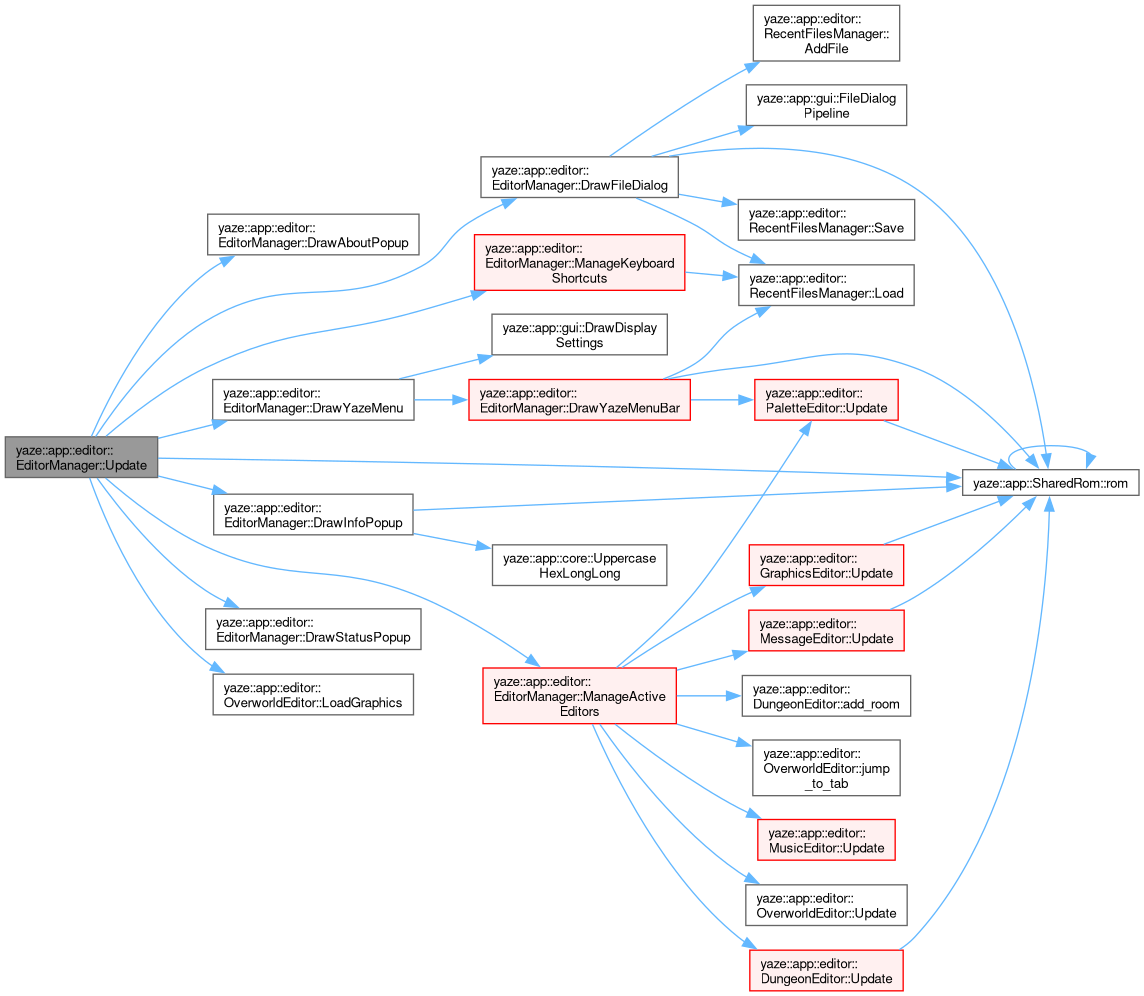 yaze::app::editor::
RecentFilesManager::
AddFile
yaze::app::gui::FileDialog
Pipeline
yaze::app::editor::
EditorManager::DrawFileDialog
yaze::app::editor::
RecentFilesManager::Save
yaze::app::editor::
EditorManager::DrawAboutPopup
yaze::app::editor::
EditorManager::ManageKeyboard
Shortcuts
yaze::app::editor::
RecentFilesManager::Load
yaze::app::gui::DrawDisplay
Settings
yaze::app::editor::
EditorManager::DrawYazeMenu
yaze::app::editor::
EditorManager::DrawYazeMenuBar
yaze::app::editor::
PaletteEditor::Update
yaze::app::editor::
EditorManager::Update
yaze::app::SharedRom::rom
yaze::app::editor::
EditorManager::DrawInfoPopup
yaze::app::core::Uppercase
HexLongLong
yaze::app::editor::
GraphicsEditor::Update
yaze::app::editor::
EditorManager::DrawStatusPopup
yaze::app::editor::
MessageEditor::Update
yaze::app::editor::
OverworldEditor::LoadGraphics
yaze::app::editor::
EditorManager::ManageActive
Editors
yaze::app::editor::
DungeonEditor::add_room
yaze::app::editor::
OverworldEditor::jump
_to_tab
yaze::app::editor::
MusicEditor::Update
yaze::app::editor::
OverworldEditor::Update
yaze::app::editor::
DungeonEditor::Update